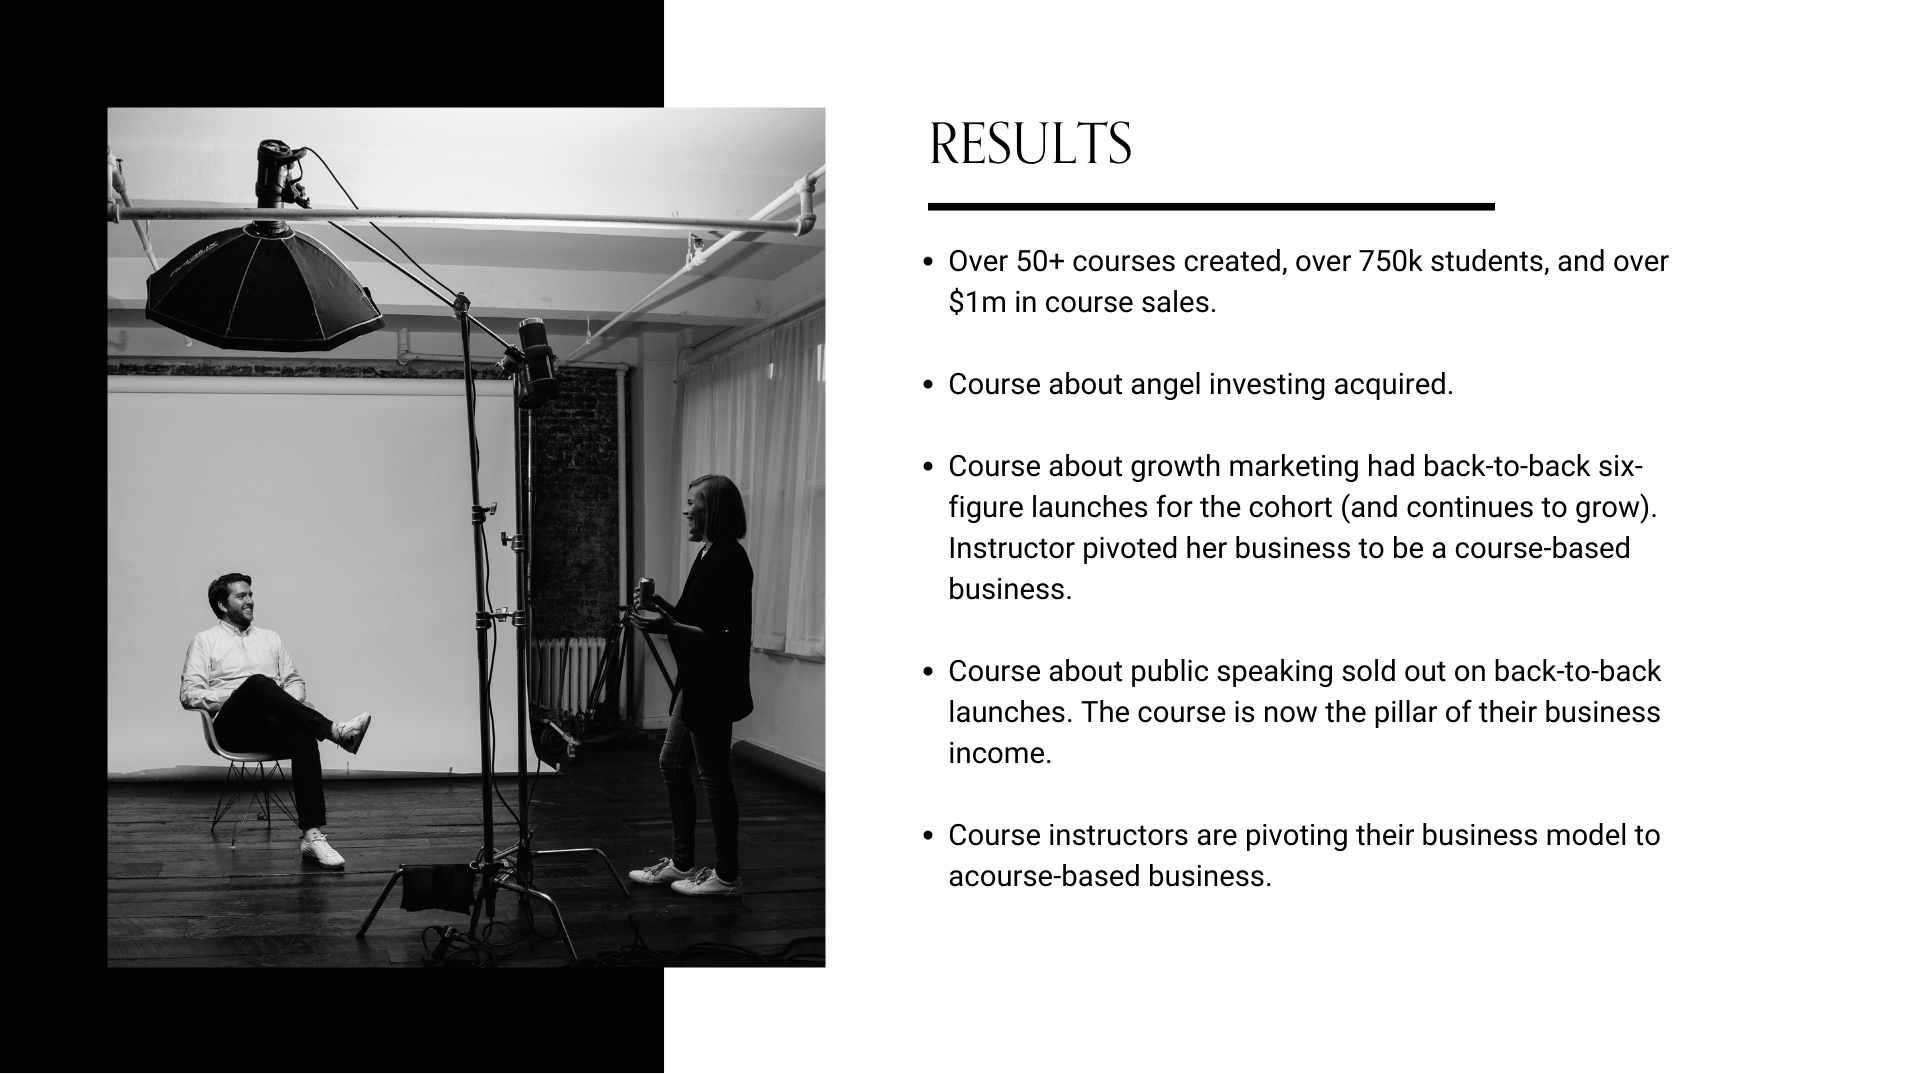 RESULTS
• Over 50+ courses created, over 750k students, and over
$1m in course sales.
• Course about angel investing acquired.
• Course about growth marketing had back-to-back six-
figure launches for the cohort (and continues to grow).
Instructor pivoted her business to be a course-based
business.
• Course about public speaking sold out on back-to-back
launches. The course is now the pillar of their business
income.
• Course instructors are pivoting their business model to
acourse-based business.